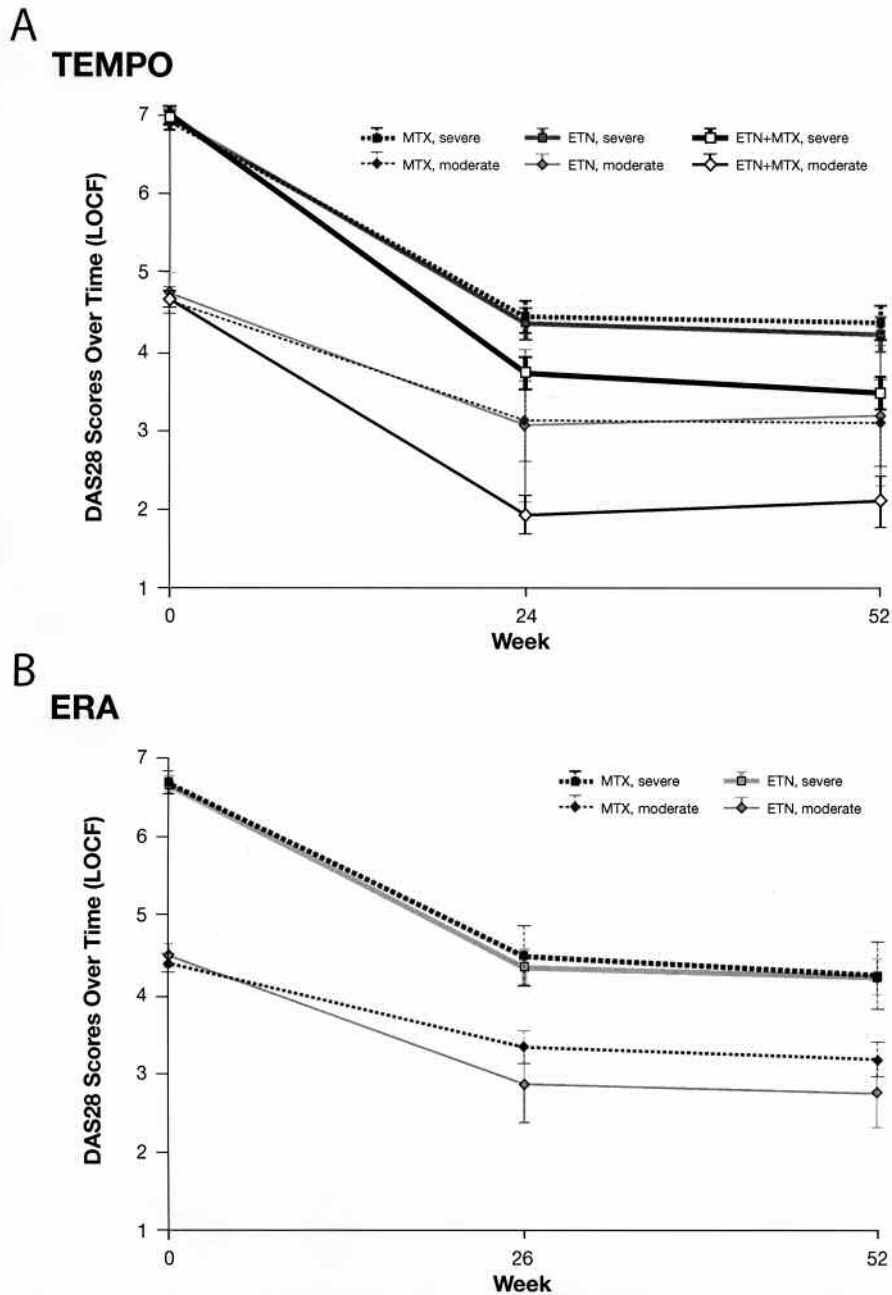 A
TEMPO
DAS28 Scores Over Time (LOCF)
7
6
5
4
3
2
1
MTX, severe
ETN, severe
ETN+MTX, severe
MTX, moderate
ETN, moderate
ETN+MTX, moderate
0
24
52
Week
B
ERA
DAS28 Scores Over Time (LOCF)
7
6
5
4
3
2
1
MTX, severe
ETN, severe
MTX, moderate
ETN, moderate
0
26
52
Week